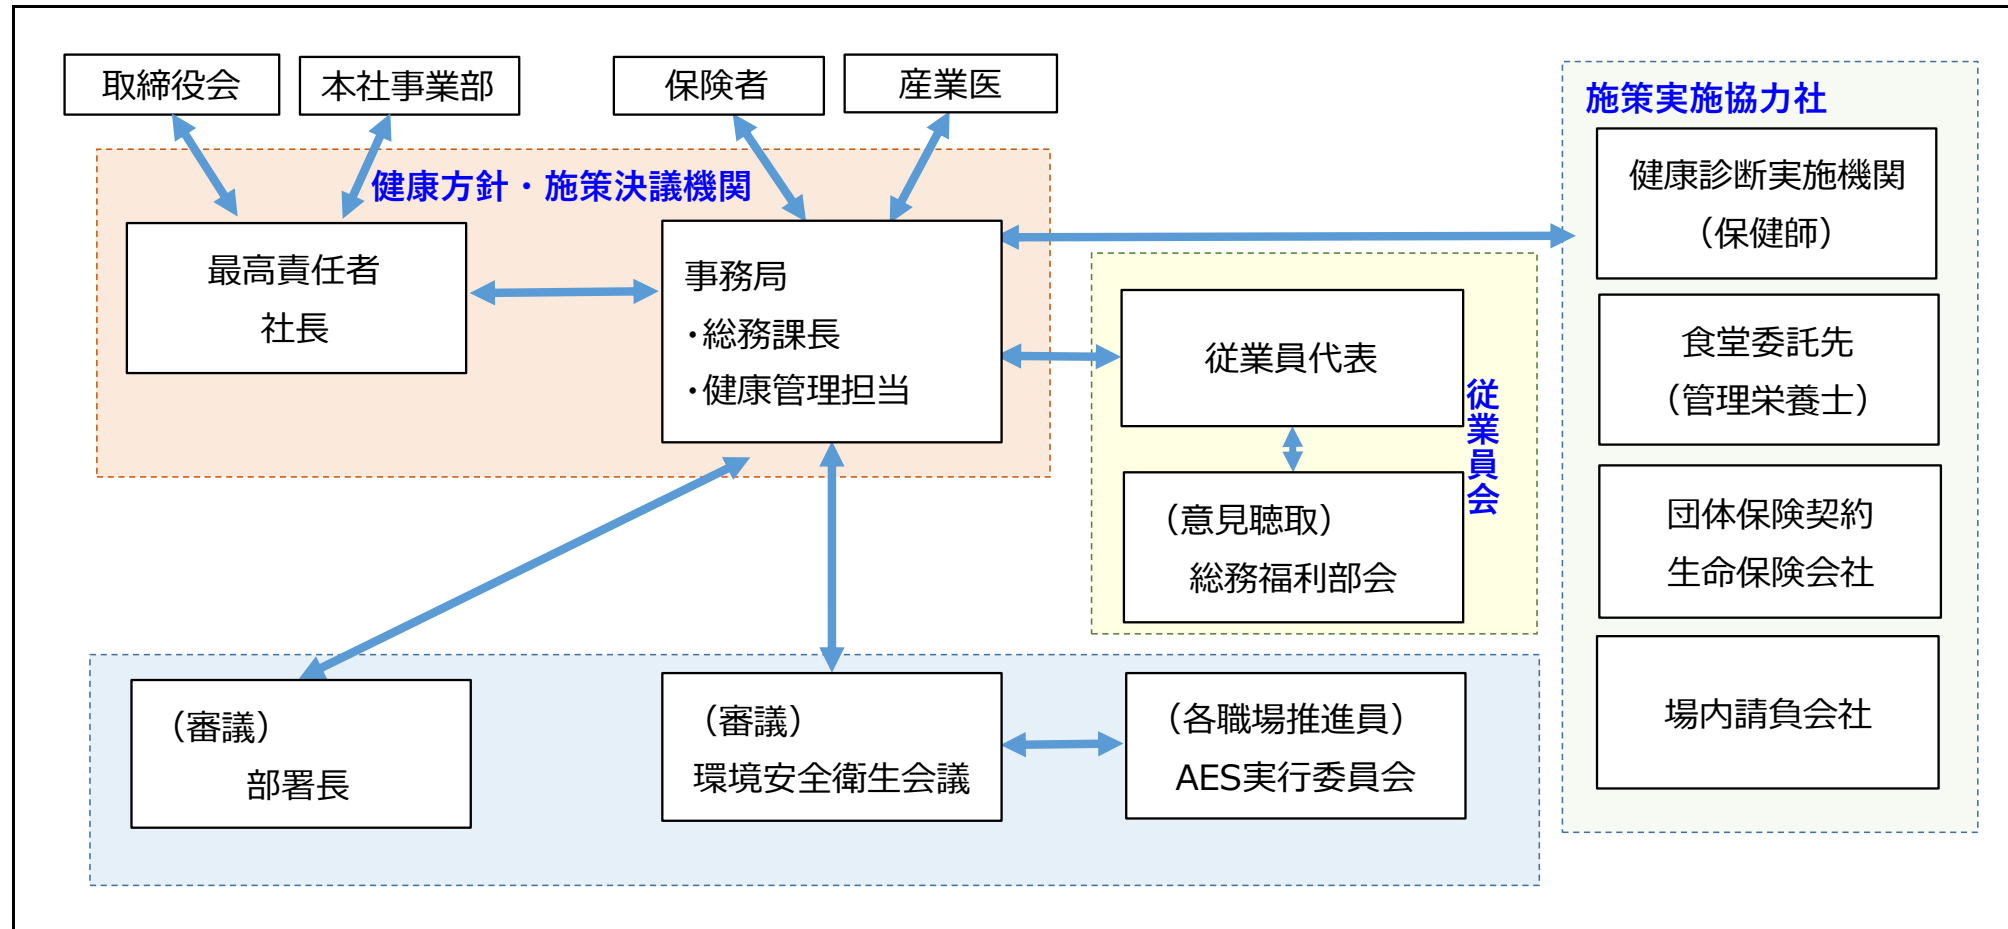 取締役会
本社事業部
保険者
産業医
健康方針・施策決議機関
最高責任者
社長
事務局
・総務課長
・健康管理担当
従業員会
従業員代表
（意見聴取）
総務福利部会
（審議）
部署長
（審議）
環境安全衛生会議
（各職場推進員）
AES実行委員会
施策実施協力社
健康診断実施機関
（保健師）
食堂委託先
（管理栄養士）
団体保険契約
生命保険会社
場内請負会社